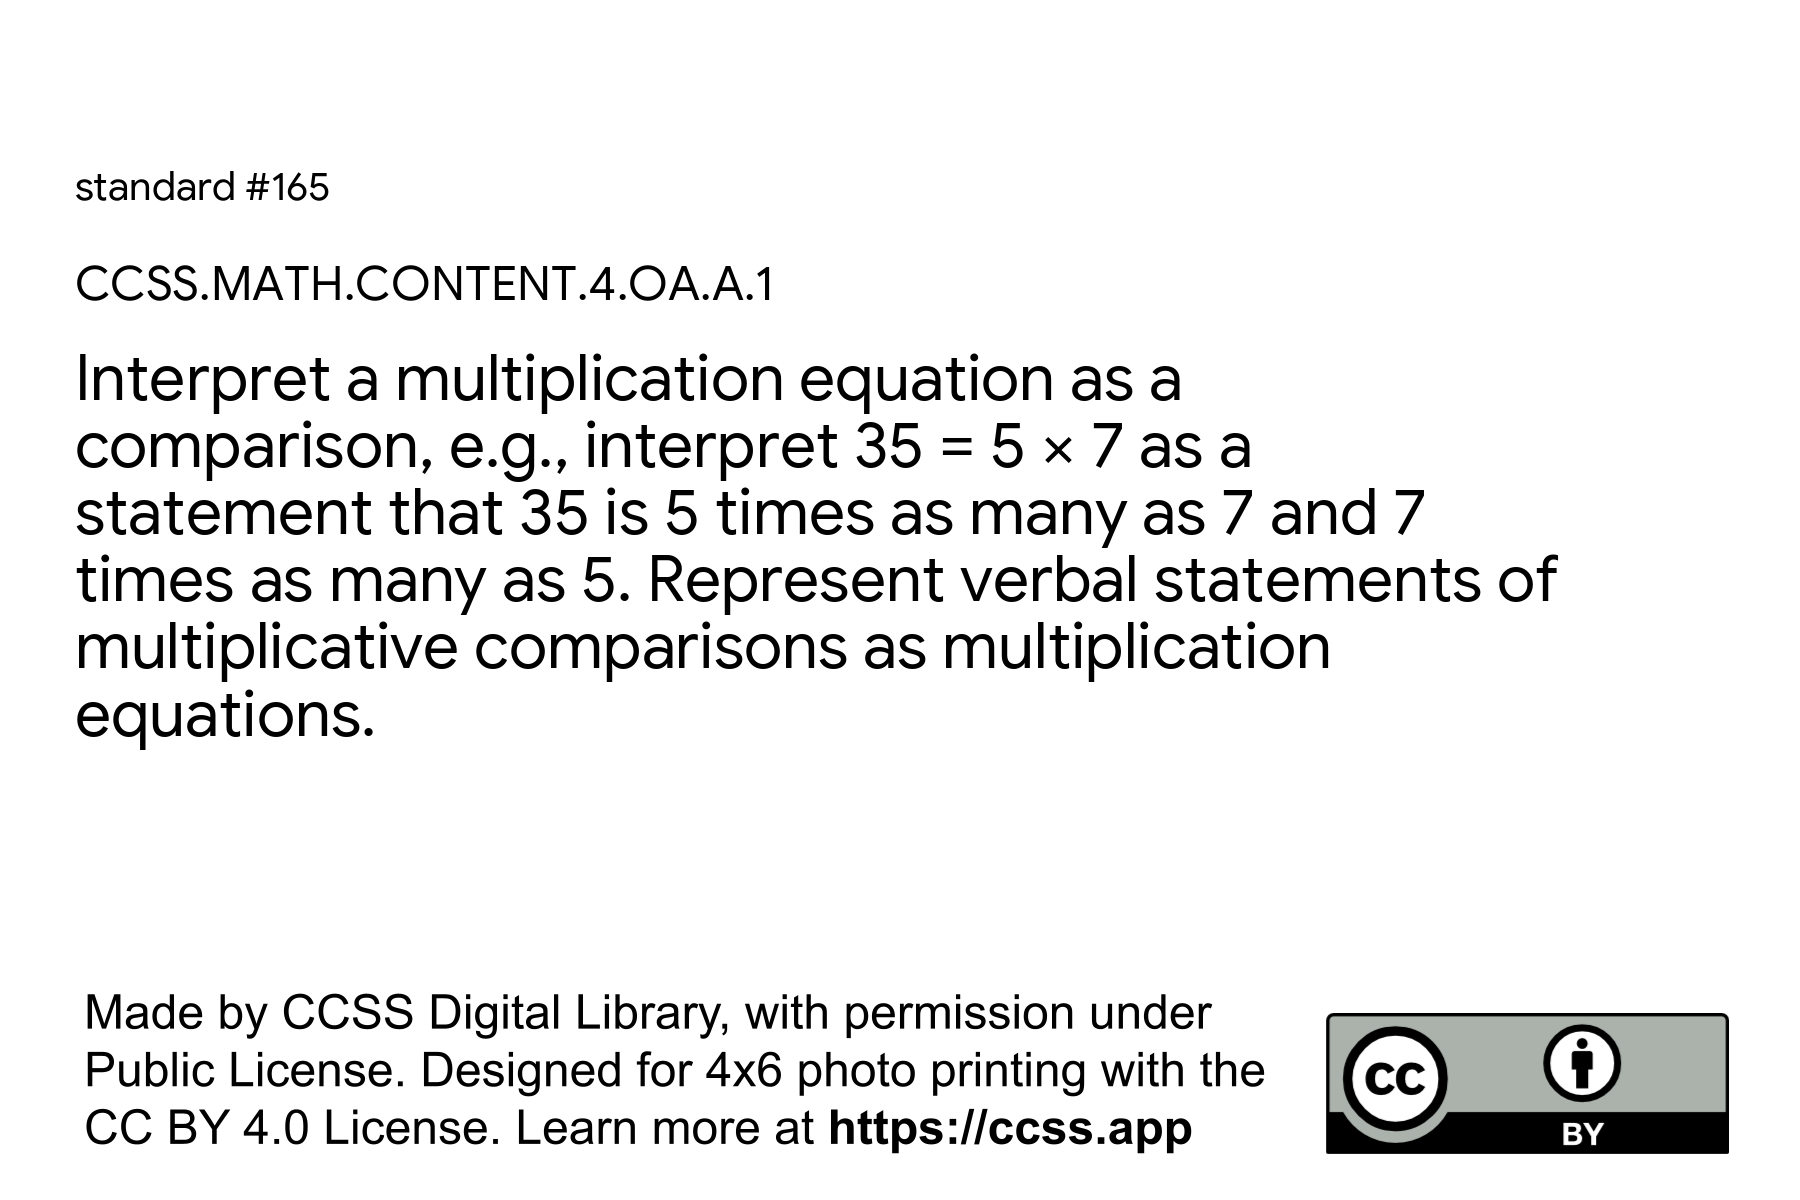 standard #165
CCSS.MATH.CONTENT.4.OA.A.1
Interpret a multiplication equation as a
comparison, e.g., interpret 35 = 5 × 7 as a
statement that 35 is 5 times as many as 7 and 7
times as many as 5. Represent verbal statements of
multiplicative comparisons as multiplication
equations.
Made by CCSS Digital Library, with permission under
Public License. Designed for 4x6 photo printing with the
CC BY 4.0 License. Learn more at https://ccss.app
CC
BY